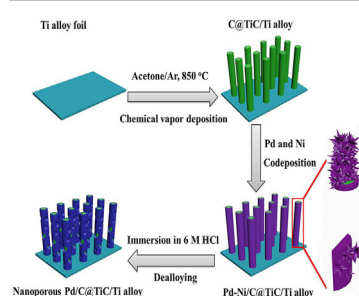 Ti alloy foil
C@TiC/Ti alloy
Acetone/Ar, 850 °C
Chemical vapor deposition
Pd and Ni
Codeposition
Immersion in 6 M HCl
Dealloying
Nanoporous Pd/C@TiC/Ti alloy
Pd-Ni/C@TiC/Ti alloy